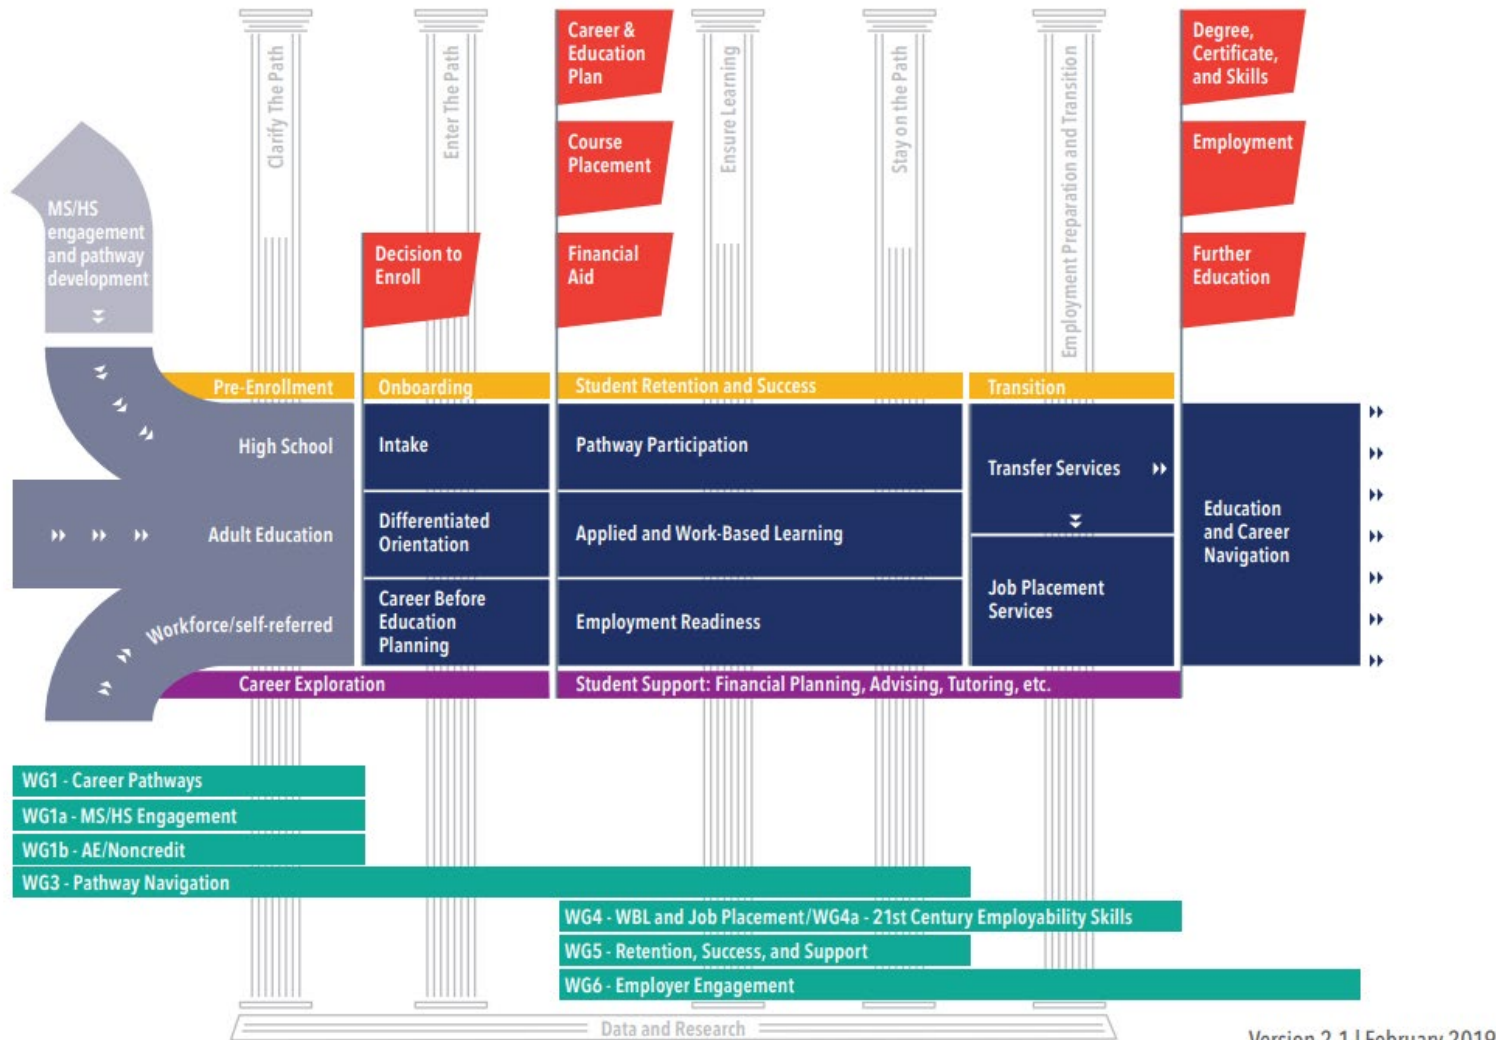 Clarify The Path
Enter The Path
Ensure Learning
Stay on the Path
Employment Preparation and Transition
Career &
Education
Plan
Course
Placement
Financial
Aid
Decision to
Enroll
Degree,
Certificate,
and Skills
Employment
Further
Education
MS/HS
engagement
and pathway
development
Pre-Enrollment
Onboarding
Student Retention and Success
Transition
High School
Adult Education
Workforce/self-referred
Intake
Differentiated
Orientation
Career Before
Education
Planning
Pathway Participation
Applied and Work-Based Learning
Employment Readiness
Transfer Services
Job Placement
Services
Education
and Career
Navigation
Career Exploration
Student Support: Financial Planning, Advising, Tutoring, etc.
WG1 - Career Pathways
WG1a - MS/HS Engagement
WG1b - AE/Noncredit
WG3 - Pathway Navigation
WG4 - WBL and Job Placement/WG4a - 21st Century Employability Skills
WG5 - Retention, Success, and Support
WG6 - Employer Engagement
Data and Research
Version 2.1 | February 2019